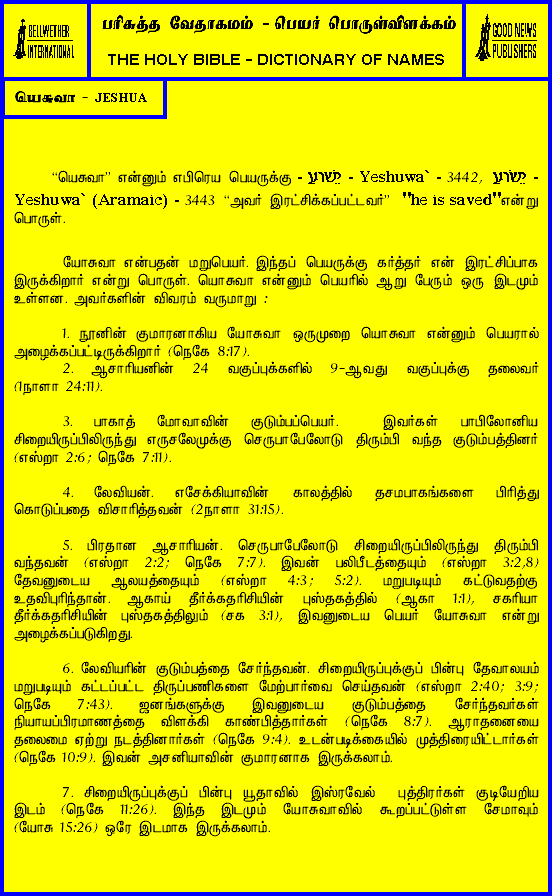 BELLWETHER
INTERNATIONAL
பரிசுத்த வேதாகமம் - பெயர் பொருள்விளக்கம்
THE HOLY BIBLE - DICTIONARY OF NAMES
GOOD NEWS
PUBLISHERS
யெசுவா - JESHUA
“யெசுவா” என்னும் எபிரெய பெயருக்கு - ישׁוּע - Yeshuwa` - 3442, ישׁוּע -
Yeshuwa` (Aramaic) - 3443 “அவர் இரட்சிக்கப்பட்டவர்” "he is saved"என்று
பொருள்.
யோசுவா என்பதன் மறுபெயர். இந்தப் பெயருக்கு கர்த்தர் என் இரட்சிப்பாக
இருக்கிறார் என்று பொருள். யொசுவா என்னும் பெயரில் ஆறு பேரும் ஒரு இடமும்
உள்ளன. அவர்களின் விவரம் வருமாறு :
1. நூனின் குமாரனாகிய யோசுவா ஒருமுறை யொசுவா என்னும் பெயரால்
அழைக்கப்பட்டிருக்கிறார் (நெகே 8:17).
2. ஆசாரியனின் 24 வகுப்புக்களில் 9-ஆவது வகுப்புக்கு தலைவர்
(1நாளா 24:11).
3. பாகாத் மோவாவின் குடும்பப்பெயர். இவர்கள் பாபிலோனிய
சிறையிருப்பிலிருந்து எருசலேமுக்கு செருபாபேலோடு திரும்பி வந்த குடும்பத்தினர்
(எஸ்றா 2:6; நெகே 7:11).
4. லேவியன். எசேக்கியாவின் காலத்தில் தசமபாகங்களை பிரித்து
கொடுப்பதை விசாரித்தவன் (2நாளா 31:15).
5. பிரதான ஆசாரியன். செருபாபேலோடு சிறையிருப்பிலிருந்து திரும்பி
வந்தவன் (எஸ்றா 2:2; நெகே 7:7). இவன் பலிபீடத்தையும் (எஸ்றா 3:2,8)
தேவனுடைய ஆலயத்தையும் (எஸ்றா 4:3; 5:2). மறுபடியும் கட்டுவதற்கு
உதவிபுரிந்தான். ஆகாய் தீர்க்கதரிசியின் புஸ்தகத்தில் (ஆகா 1:1), சகரியா
தீர்க்கதரிசியின் புஸ்தகத்திலும் (சக 3:1), இவனுடைய பெயர் யோசுவா என்று
அழைக்கப்படுகிறது.
6. லேவியரின் குடும்பத்தை சேர்ந்தவன். சிறையிருப்புக்குப் பின்பு தேவாலயம்
மறுபடியும் கட்டப்பட்ட திருப்பணிகளை மேற்பார்வை செய்தவன் (எஸ்றா 2:40; 3:9;
நெகே 7:43). ஜனங்களுக்கு இவனுடைய குடும்பத்தை சேர்ந்தவர்கள்
நியாயப்பிரமாணத்தை விளக்கி காண்பித்தார்கள் (நெகே 8:7). ஆராதனையை
தலைமை ஏற்று நடத்தினார்கள் (நெகே 9:4). உடன்படிக்கையில் முத்திரையிட்டார்கள்
(நெகே 10:9). இவன் அசனியாவின் குமாரனாக இருக்கலாம்.
7. சிறையிருப்புக்குப் பின்பு யூதாவில் இஸ்ரவேல் புத்திரர்கள் குடியேறிய
இடம் (நெகே 11:26). இந்த இடமும் யோசுவாவில் கூறப்பட்டுள்ள சேமாவும்
(யோசு 15:26) ஒரே இடமாக இருக்கலாம்.